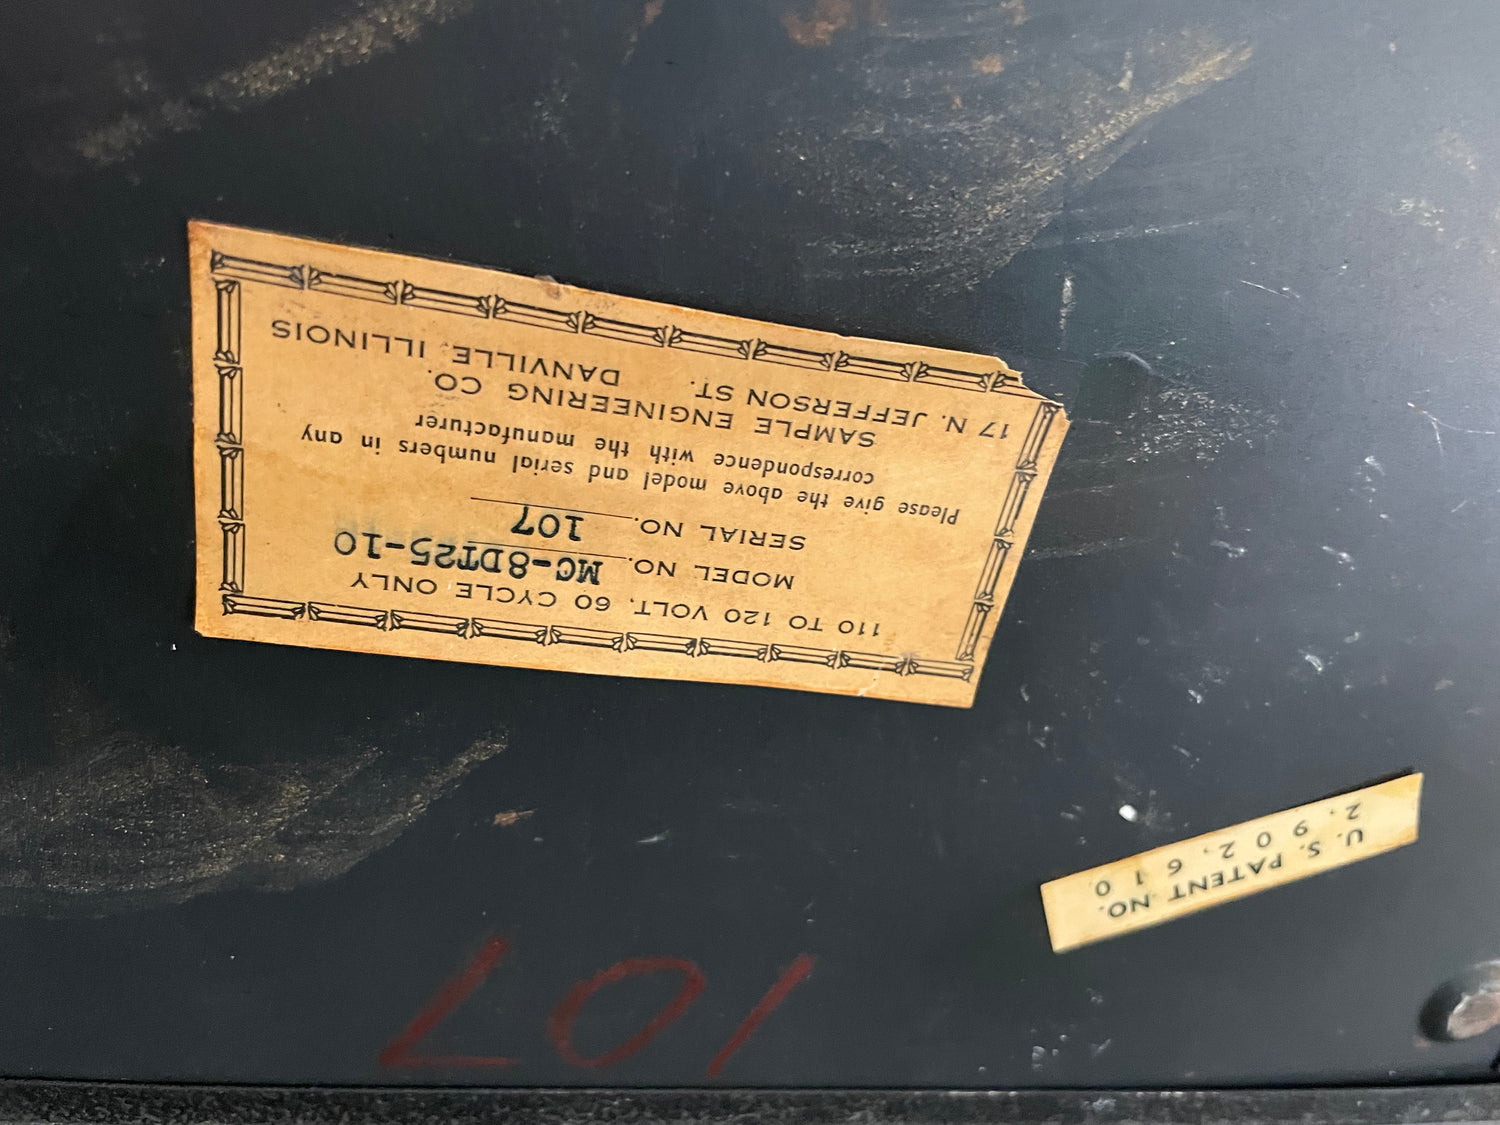 110 TO 120 VOLT, 60 CYCLE ONLY
MODEL NO. MC-8DT25-10
SERIAL NO. 107
Please give the above model and serial numbers in any
correspondence with the manufacturer
SAMPLE ENGINEERING CO.
17 N. JEFFERSON ST. DANVILLE, ILLINOIS
U. S. PATENT NO.
2,902,610
107